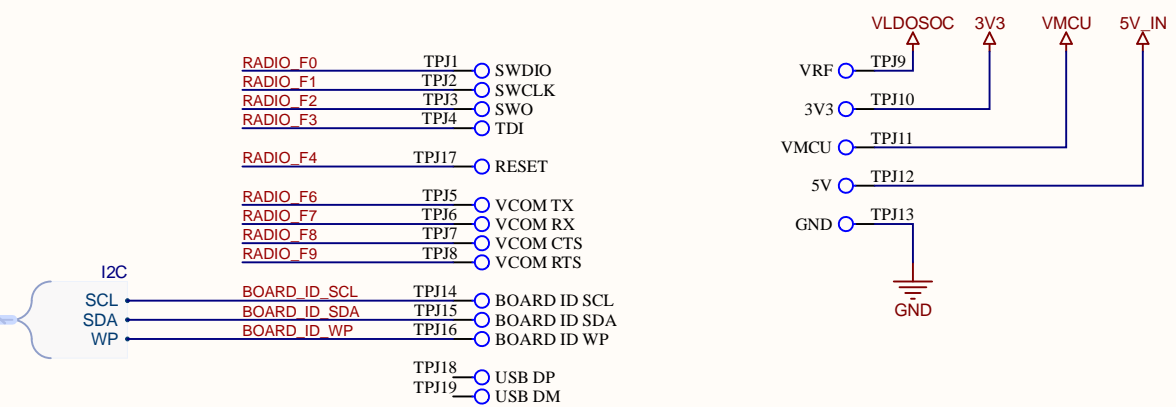 VLDOSOC 3V3 VMCU 5V_IN
RADIO_F0 TPJ1 SWDIO
RADIO_F1 TPJ2 SWCLK
RADIO_F2 TPJ3 SWO
RADIO_F3 TPJ4 TDI
RADIO_F4 TPJ17 RESET
RADIO_F6 TPJ5 VCOM TX
RADIO_F7 TPJ6 VCOM RX
RADIO_F8 TPJ7 VCOM CTS
RADIO_F9 TPJ8 VCOM RTS
I2C
SCL BOARD_ID_SCL TPJ14 BOARD ID SCL
SDA BOARD_ID_SDA TPJ15 BOARD ID SDA
WP BOARD_ID_WP TPJ16 BOARD ID WP
TPJ18 USB DP
TPJ19 USB DM
VRF TPJ9
3V3 TPJ10
VMCU TPJ11
5V TPJ12
GND TPJ13
GND